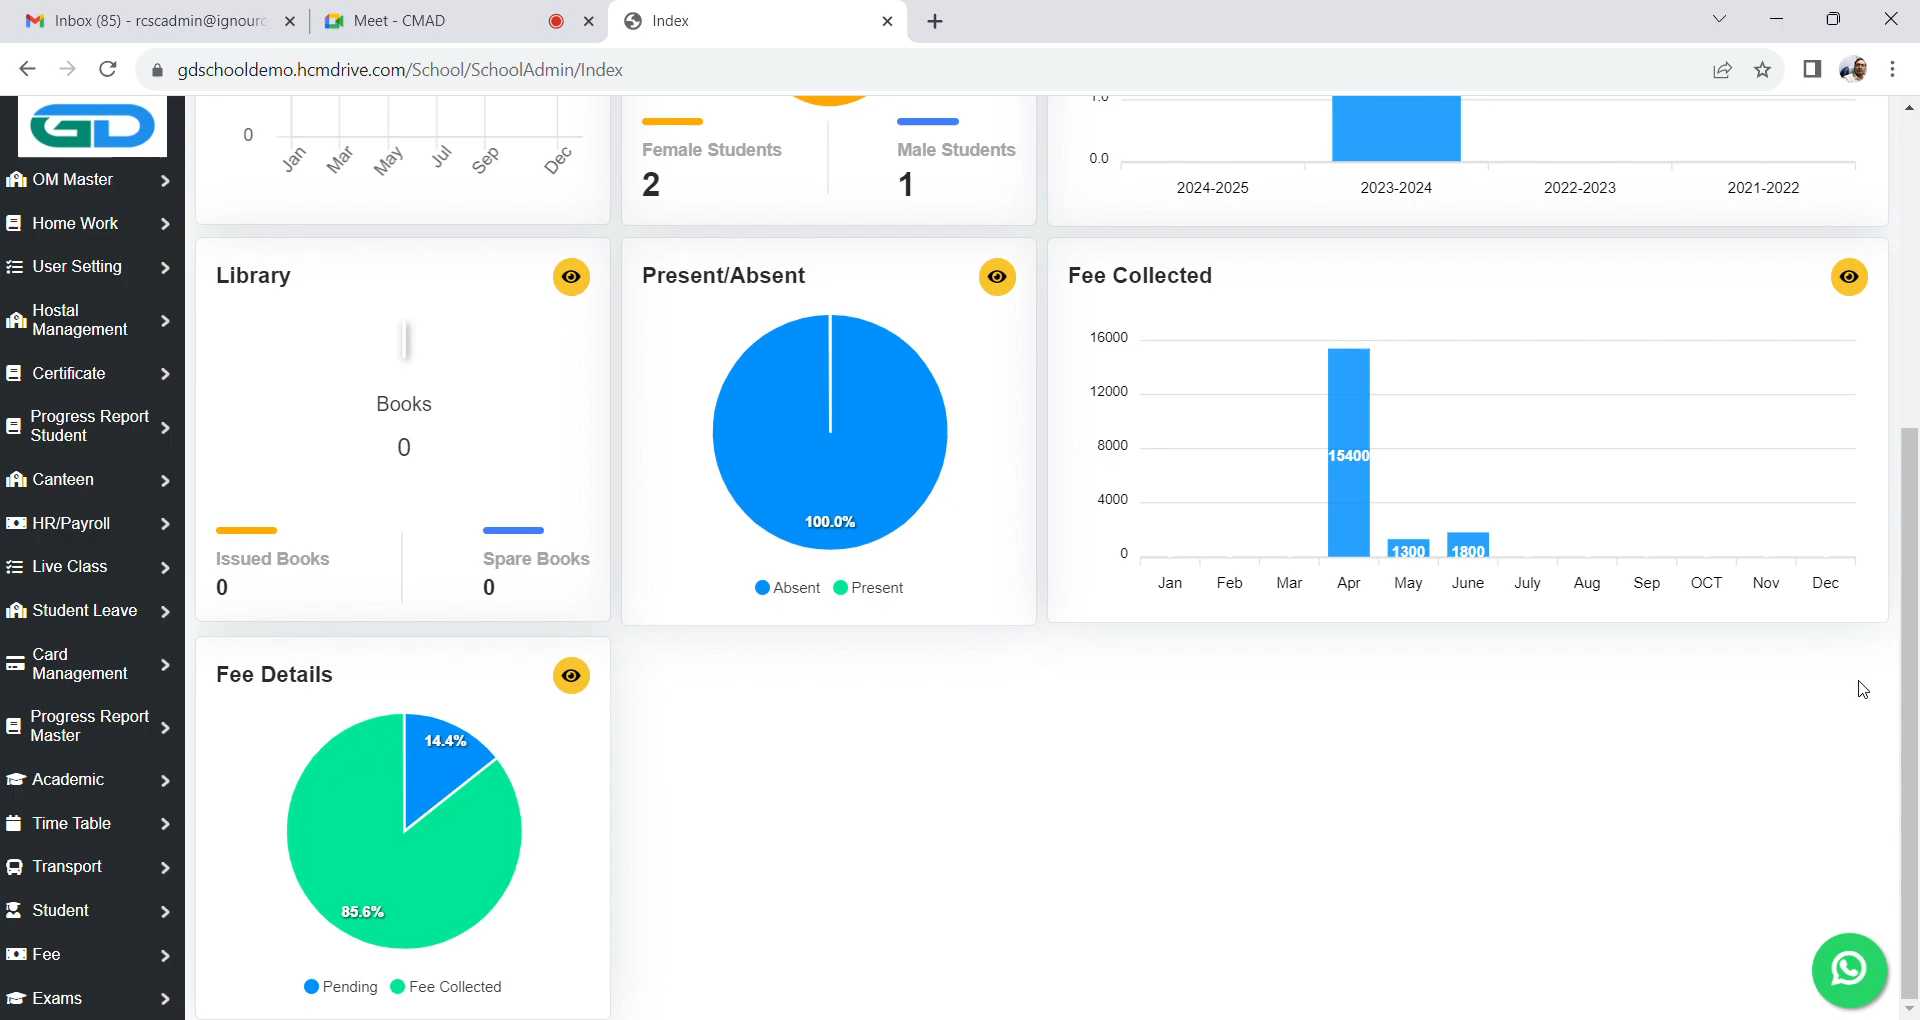 Inbox (85) - rcscadmin@ignourc
Meet - CMAD
Index
gdschooldemo.hcmdrive.com/School/SchoolAdmin/Index
GD
OM Master
Home Work
User Setting
Hostal
Management
Certificate
Progress Report
Student
Canteen
HR/Payroll
Live Class
Student Leave
Card
Management
Progress Report
Master
Academic
Time Table
Transport
Student
Fee
Exams
0
Jan
Mar
May
Jul
Sep
Dec
Female Students
2
Male Students
1
1.0
0.0
2024-2025
2023-2024
2022-2023
2021-2022
Library
Books
0
Issued Books
0
Spare Books
0
Present/Absent
100.0%
Absent
Present
Fee Collected
16000
12000
8000
4000
0
15400
1300
1800
Jan
Feb
Mar
Apr
May
June
July
Aug
Sep
OCT
Nov
Dec
Fee Details
14.4%
85.6%
Pending
Fee Collected